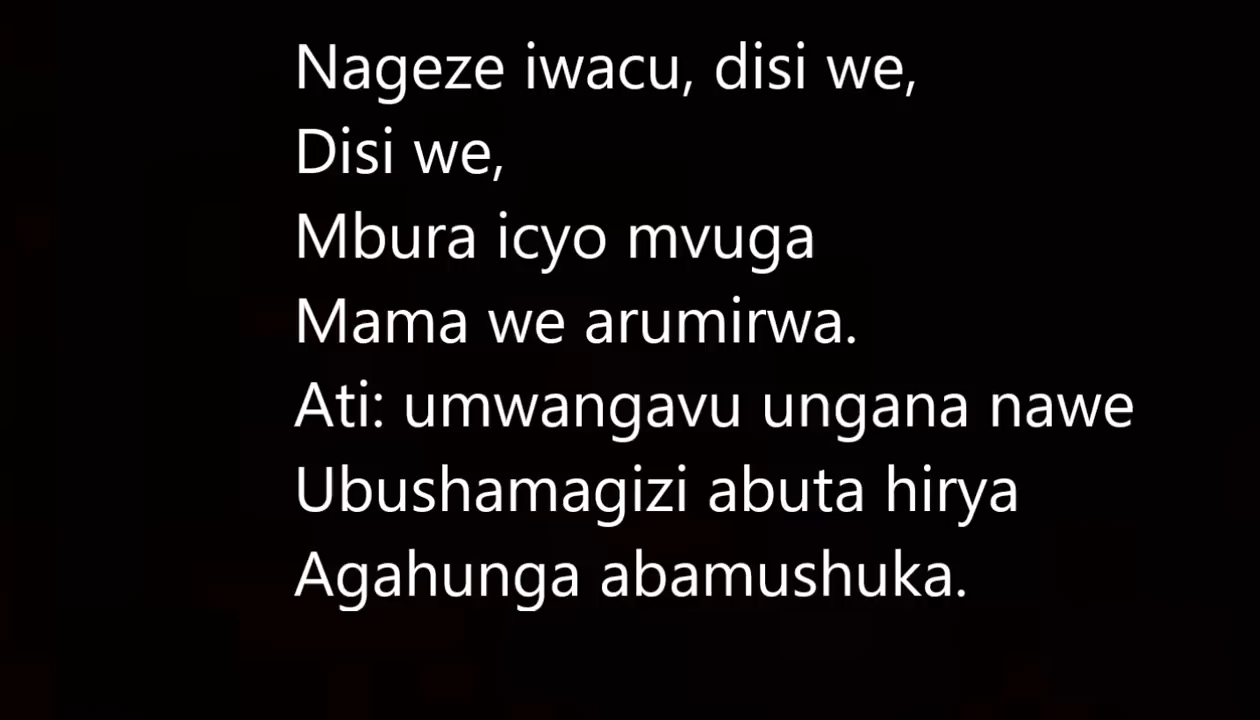 Nageze iwacu, disi we,
Disi we,
Mbura icyo mvuga
Mama we arumirwa.
Ati: umwangavu ungana nawe
Ubushamagizi abuta hirya
Agahunga abamushuka.